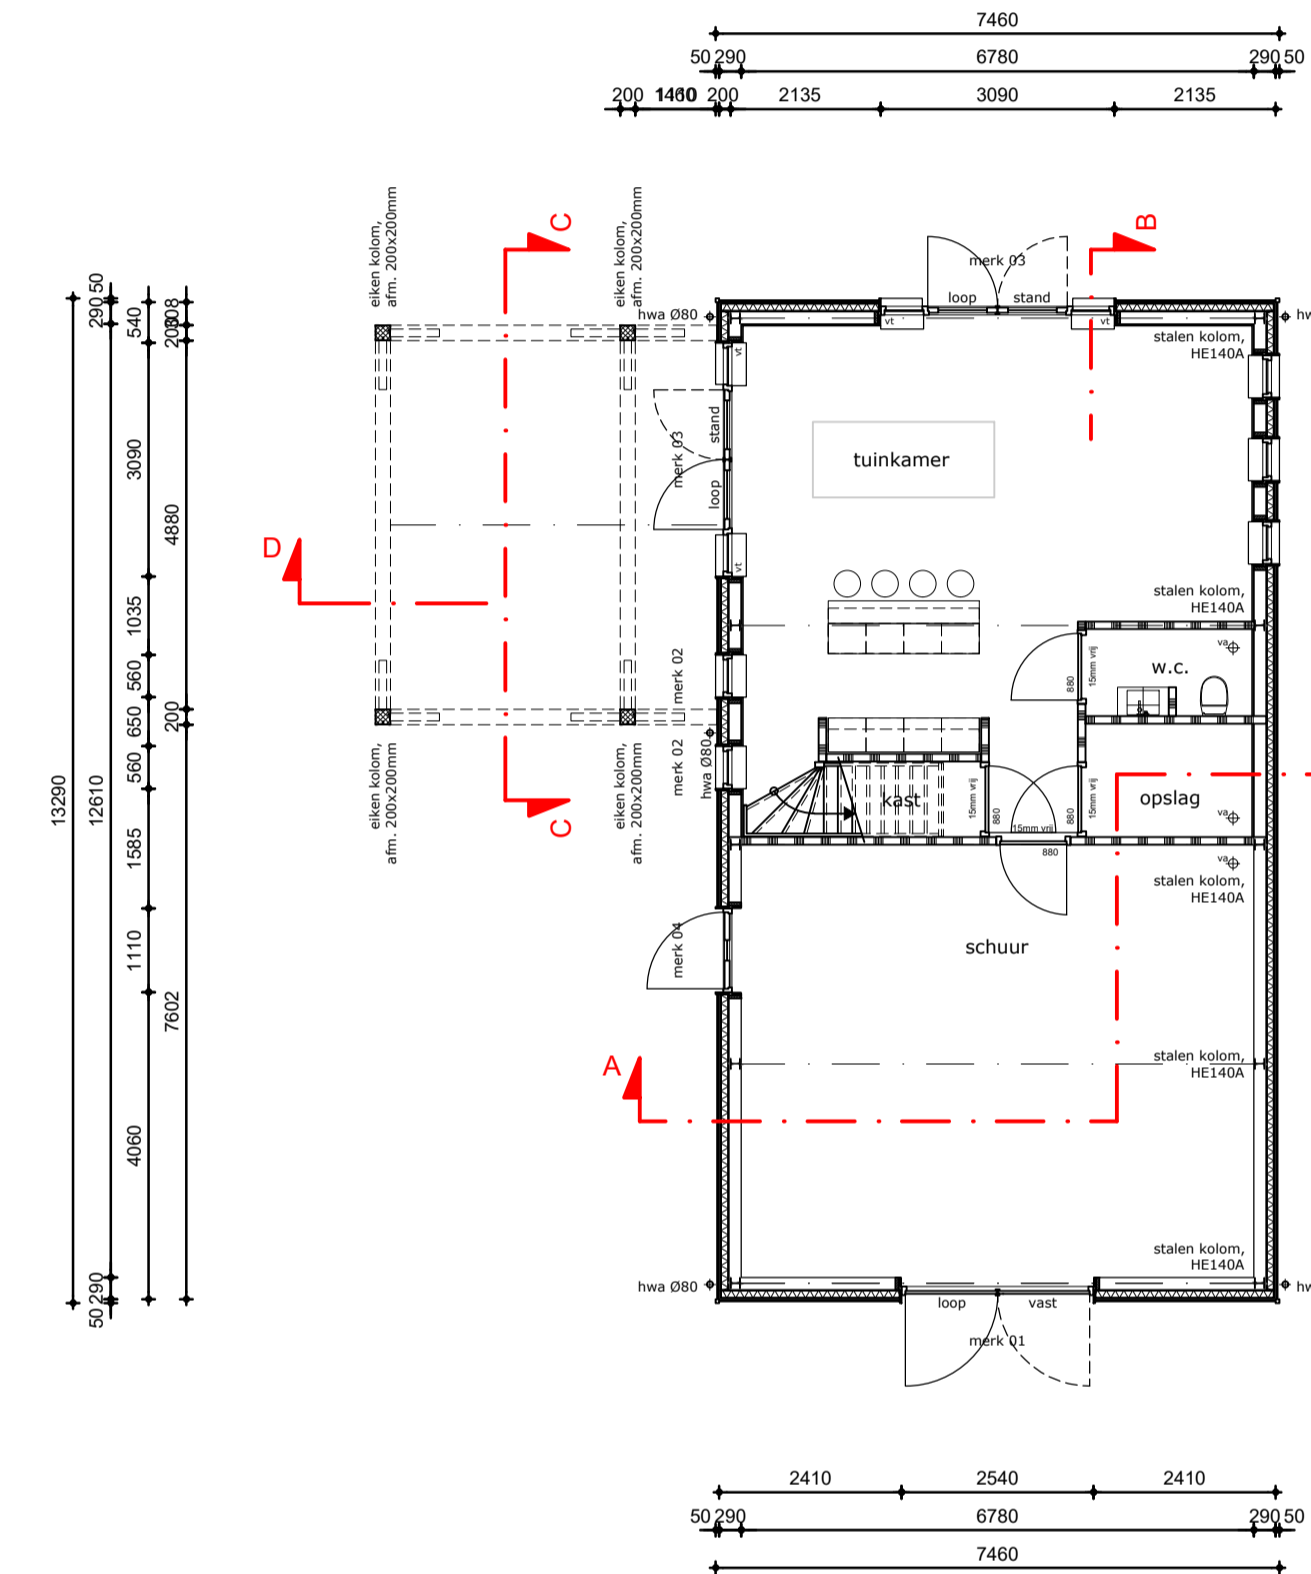 7460
50 290 6780 290 50
200 1410 200 2135 3090 2135
eiken kolom,
afm. 200x200mm
eiken kolom,
afm. 200x200mm
C
B
merk 03
loop stand
hwa Ø80
vt
vt
stalen kolom,
HE140A
vt
stand
merk 03
loop
vt
tuinkamer
D
stalen kolom,
HE140A
va
w.c.
15mm vrij
880
merk 02
merk 02
hwa Ø80
eiken kolom,
afm. 200x200mm
eiken kolom,
afm. 200x200mm
C
kast
15mm vrij
880
15mm vrij
880
15mm vrij
880
opslag
va
va
stalen kolom,
HE140A
schuur
merk 04
A
stalen kolom,
HE140A
stalen kolom,
HE140A
hwa Ø80
loop vast
merk 01
13290
50
290
12610
290
50
540
3090
1035
560
650
560
1585
1110
4060
4880
200
7602
2410 2540 2410
50 290 6780 290 50
7460